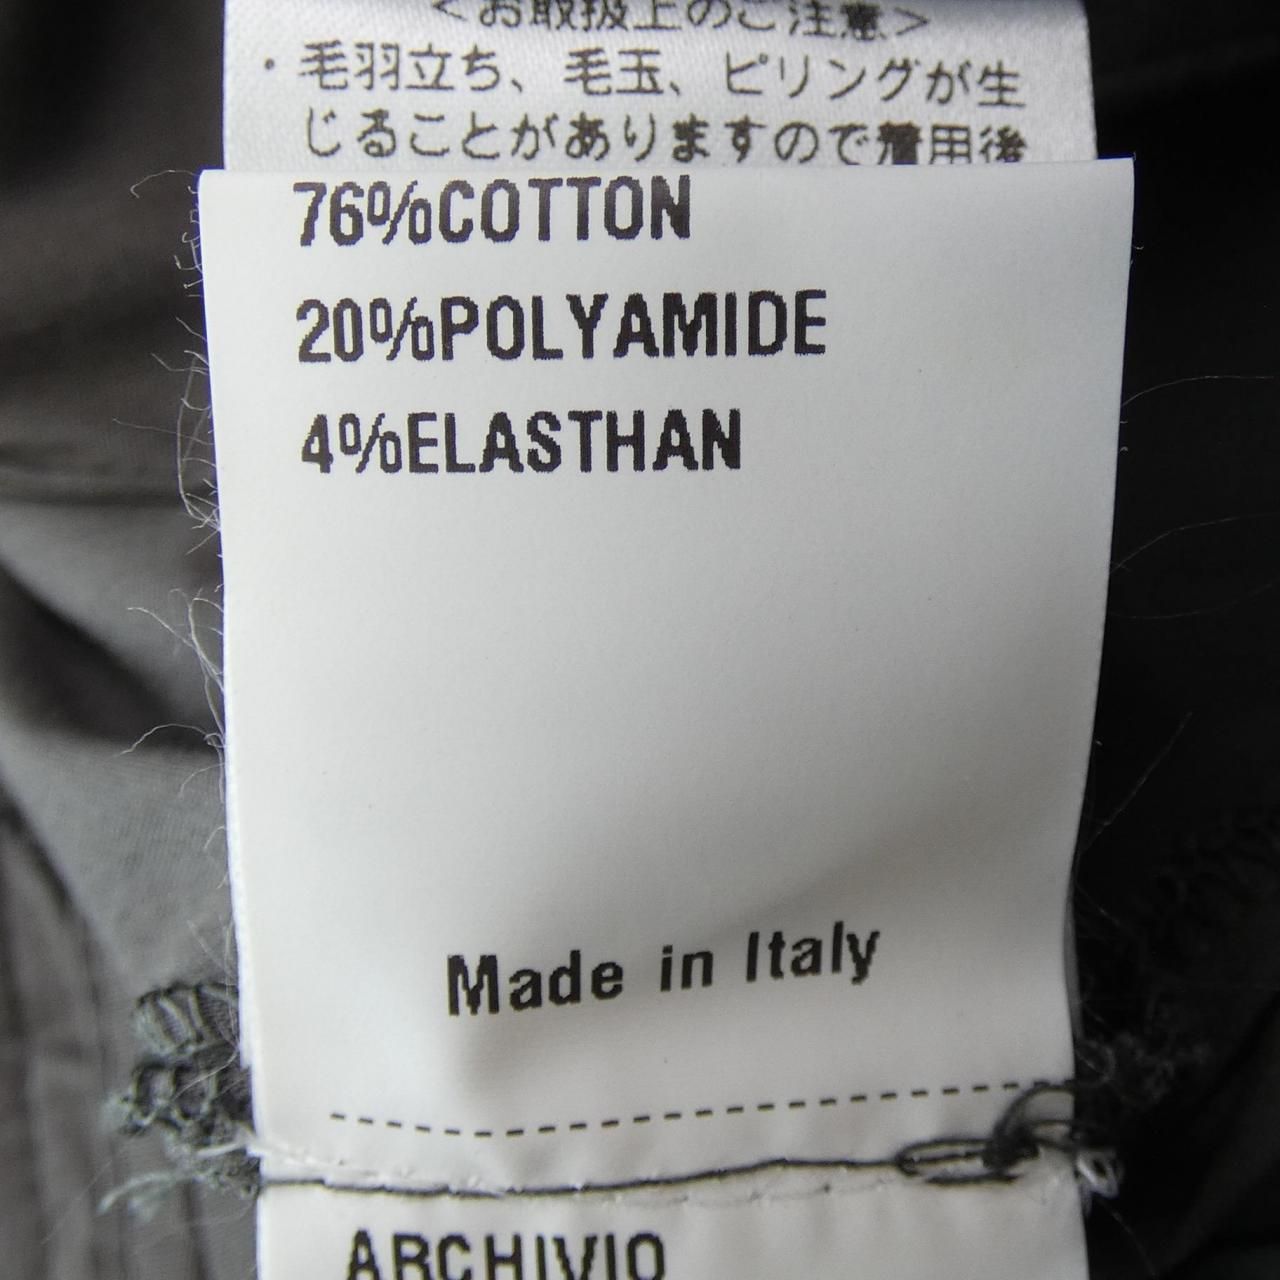 ＜お取扱上のご注意＞
・毛羽立ち、毛玉、ピリングが生
じることがありますので着用後
76%COTTON
20%POLYAMIDE
4%ELASTHAN
Made in Italy
ARCHIVIO